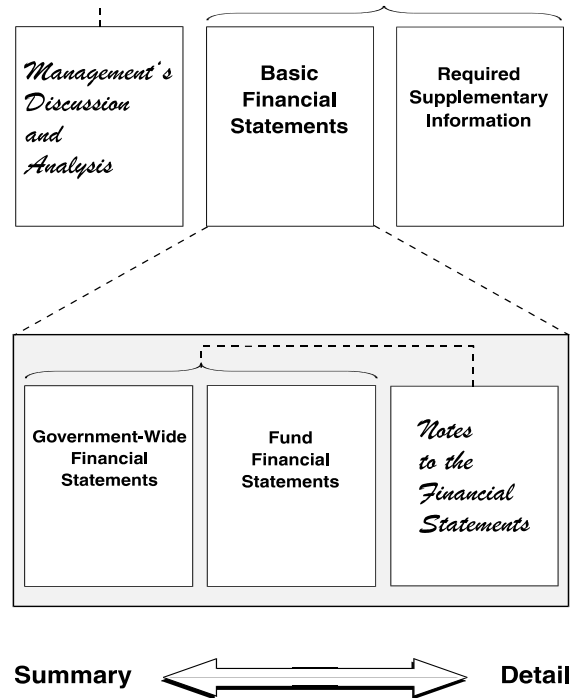 Management's
Discussion
and
Analysis
Basic
Financial
Statements
Required
Supplementary
Information
Government-Wide
Financial
Statements
Fund
Financial
Statements
Notes
to the
Financial
Statements
Summary
Detail